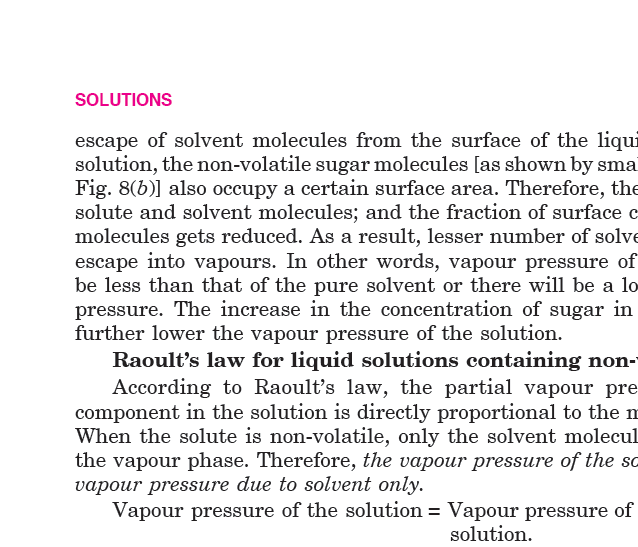 SOLUTIONS
escape of solvent molecules from the surface of the liqui
solution, the non-volatile sugar molecules [as shown by smal
Fig. 8(b)] also occupy a certain surface area. Therefore, the
solute and solvent molecules; and the fraction of surface c
molecules gets reduced. As a result, lesser number of solve
escape into vapours. In other words, vapour pressure of
be less than that of the pure solvent or there will be a lo
pressure. The increase in the concentration of sugar in
further lower the vapour pressure of the solution.
Raoult’s law for liquid solutions containing non-
According to Raoult’s law, the partial vapour pre
component in the solution is directly proportional to the m
When the solute is non-volatile, only the solvent molecul
the vapour phase. Therefore, the vapour pressure of the so
vapour pressure due to solvent only.
Vapour pressure of the solution = Vapour pressure of
solution.